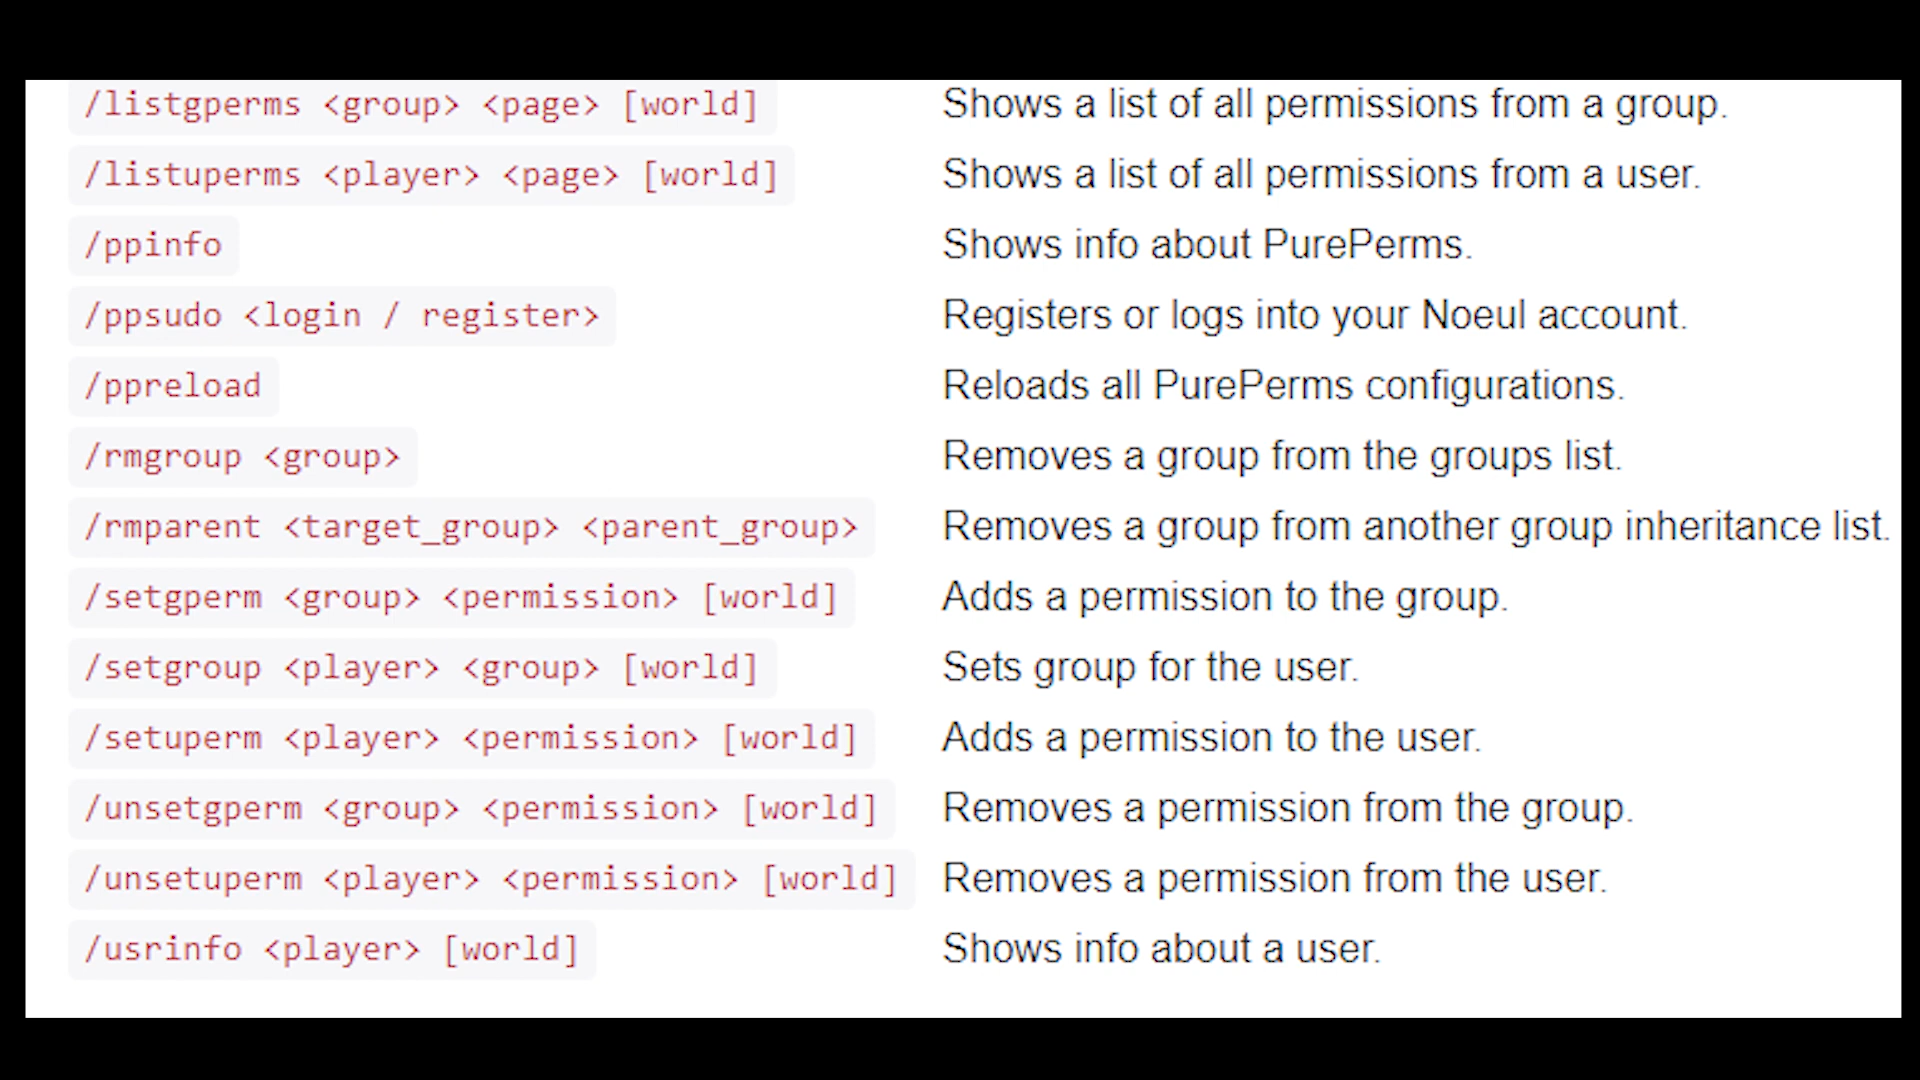 /listgperms <group> <page> [world] Shows a list of all permissions from a group.
/listuperms <player> <page> [world] Shows a list of all permissions from a user.
/ppinfo Shows info about PurePerms.
/ppsudo <login / register> Registers or logs into your Noeul account.
/ppreload Reloads all PurePerms configurations.
/rmgroup <group> Removes a group from the groups list.
/rmparent <target_group> <parent_group> Removes a group from another group inheritance list.
/setgperm <group> <permission> [world] Adds a permission to the group.
/setgroup <player> <group> [world] Sets group for the user.
/setuperm <player> <permission> [world] Adds a permission to the user.
/unsetgperm <group> <permission> [world] Removes a permission from the group.
/unsetuperm <player> <permission> [world] Removes a permission from the user.
/usrinfo <player> [world] Shows info about a user.